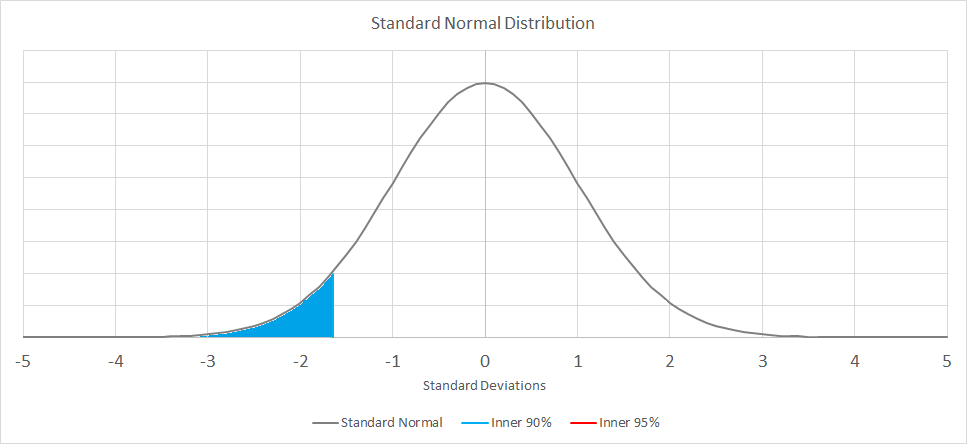 Standard Normal Distribution
-5 -4 -3 -2 -1 0 1 2 3 4 5
Standard Deviations
Standard Normal Inner 90% Inner 95%